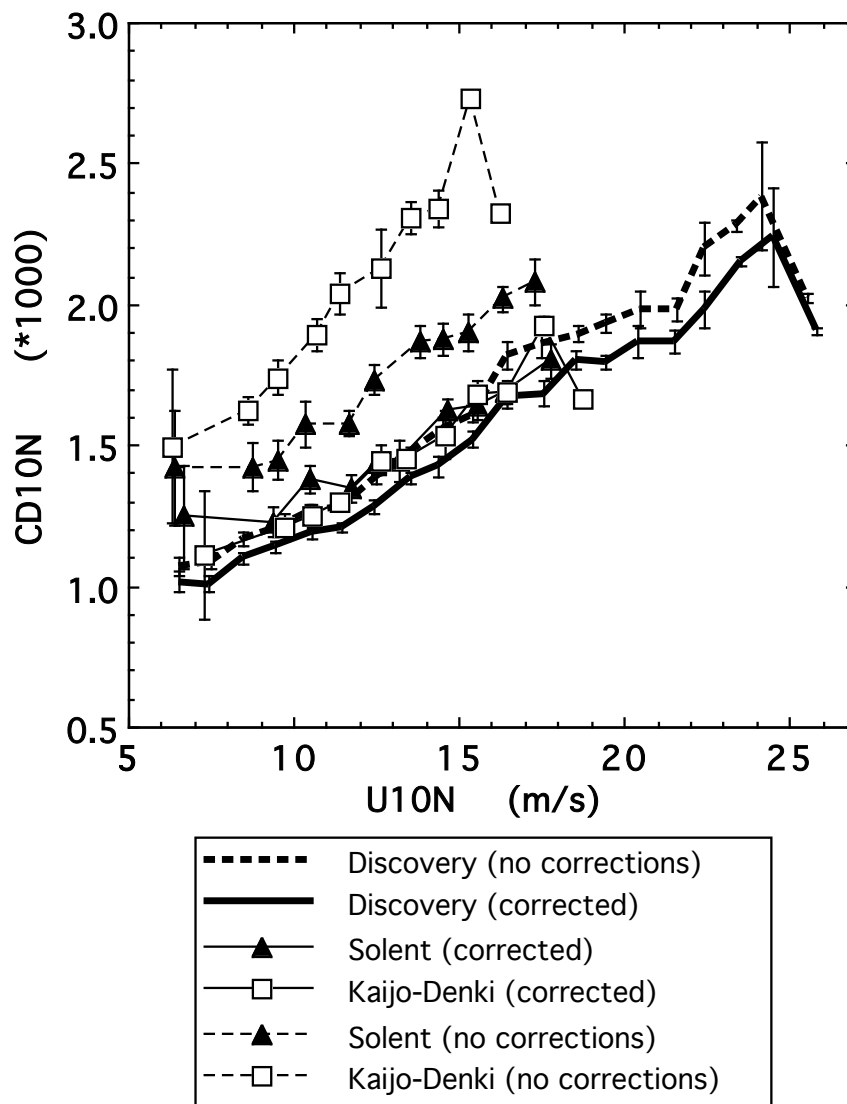 3.0
2.5
2.0
1.5
1.0
0.5
CD10N (*1000)
5 10 15 20 25
U10N (m/s)
Discovery (no corrections)
Discovery (corrected)
Solent (corrected)
Kaijo-Denki (corrected)
Solent (no corrections)
Kaijo-Denki (no corrections)